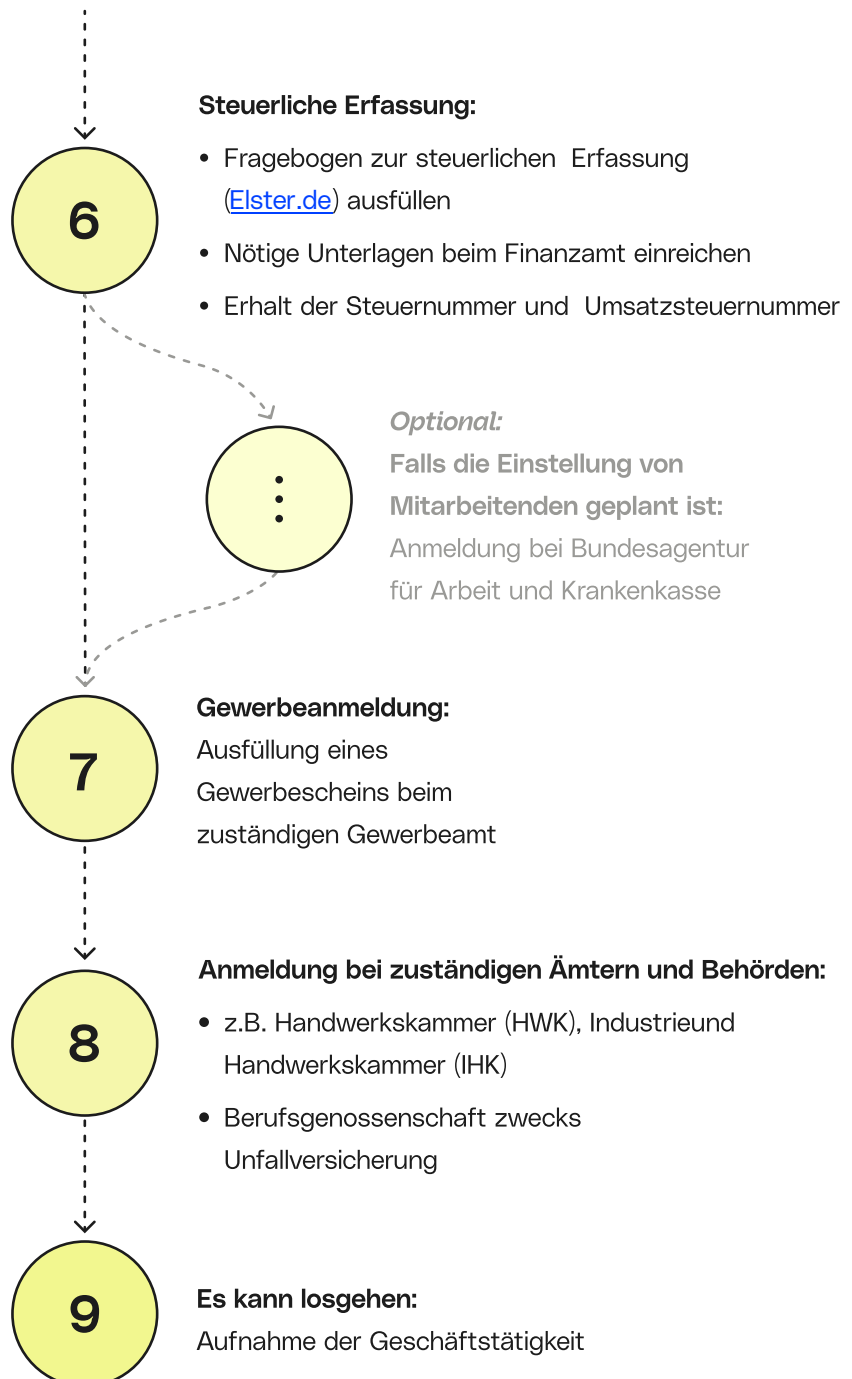 Steuerliche Erfassung:
6
• Fragebogen zur steuerlichen Erfassung
(Elster.de) ausfüllen
• Nötige Unterlagen beim Finanzamt einreichen
• Erhalt der Steuernummer und Umsatzsteuernummer
Optional:
Falls die Einstellung von
Mitarbeitenden geplant ist:
Anmeldung bei Bundesagentur
für Arbeit und Krankenkasse
7
Gewerbeanmeldung:
Ausfüllung eines
Gewerbescheins beim
zuständigen Gewerbeamt
8
Anmeldung bei zuständigen Ämtern und Behörden:
• z.B. Handwerkskammer (HWK), Industrieund
Handwerkskammer (IHK)
• Berufsgenossenschaft zwecks
Unfallversicherung
9
Es kann losgehen:
Aufnahme der Geschäftstätigkeit